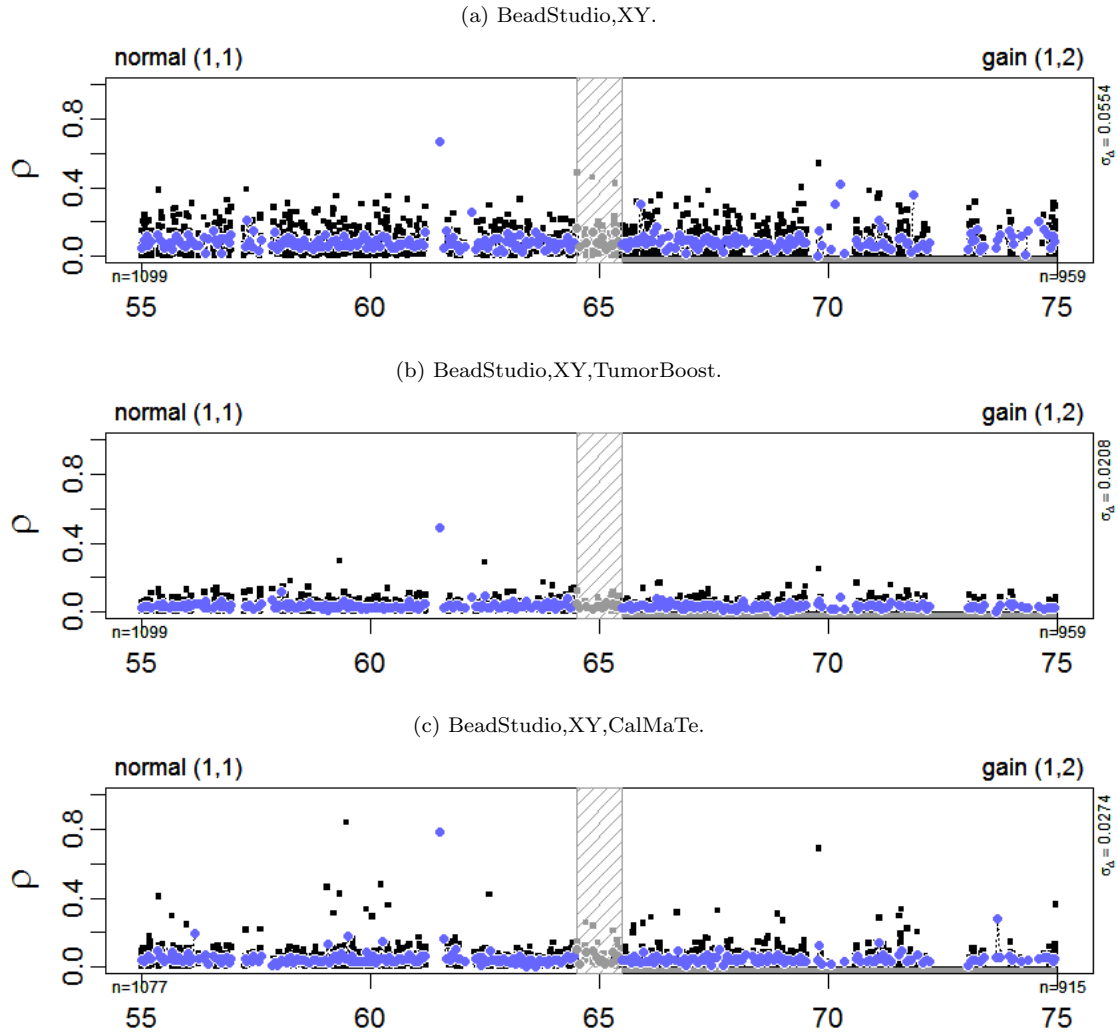 (a) BeadStudio,XY.
normal (1,1) gain (1,2)
ρ
0.0 0.4 0.8
σΔ = 0.0554
n=1099 n=959
55 60 65 70 75
(b) BeadStudio,XY,TumorBoost.
normal (1,1) gain (1,2)
ρ
0.0 0.4 0.8
σΔ = 0.0208
n=1099 n=959
55 60 65 70 75
(c) BeadStudio,XY,CalMaTe.
normal (1,1) gain (1,2)
ρ
0.0 0.4 0.8
σΔ = 0.0274
n=1077 n=915
55 60 65 70 75